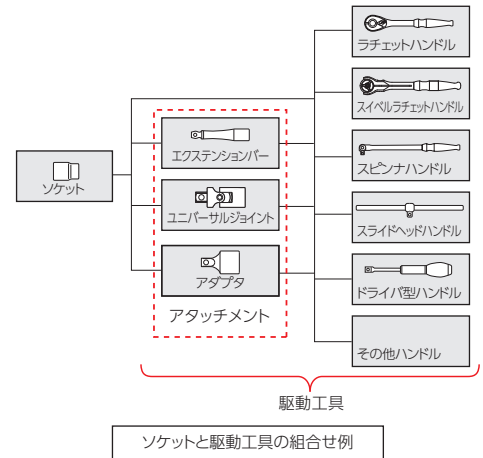 ラチェットハンドル
スイベルラチェットハンドル
エクステンションバー
スピンナハンドル
ソケット
ユニバーサルジョイント
スライドヘッドハンドル
アダプタ
ドライバ型ハンドル
アタッチメント
その他ハンドル
駆動工具
ソケットと駆動工具の組合せ例